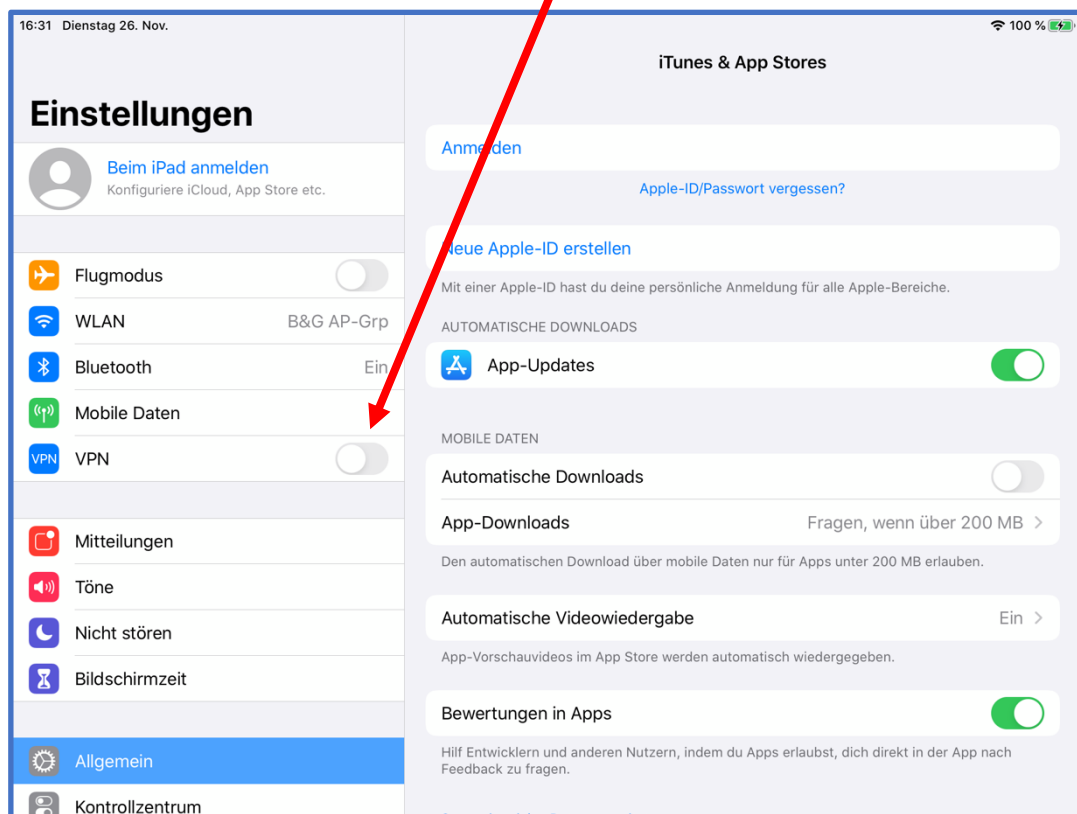 16:31 Dienstag 26. Nov.
100 %
Einstellungen
Beim iPad anmelden
Konfiguriere iCloud, App Store etc.
Flugmodus
WLAN B&G AP-Grp
Bluetooth Ein
Mobile Daten
VPN VPN
Mitteilungen
Töne
Nicht stören
Bildschirmzeit
Allgemein
Kontrollzentrum
iTunes & App Stores
Anmelden
Apple-ID/Passwort vergessen?
Neue Apple-ID erstellen
Mit einer Apple-ID hast du deine persönliche Anmeldung für alle Apple-Bereiche.
AUTOMATISCHE DOWNLOADS
App-Updates
MOBILE DATEN
Automatische Downloads
App-Downloads Fragen, wenn über 200 MB
Den automatischen Download über mobile Daten nur für Apps unter 200 MB erlauben.
Automatische Videowiedergabe Ein
App-Vorschauvideos im App Store werden automatisch wiedergegeben.
Bewertungen in Apps
Hilf Entwicklern und anderen Nutzern, indem du Apps erlaubst, dich direkt in der App nach
Feedback zu fragen.